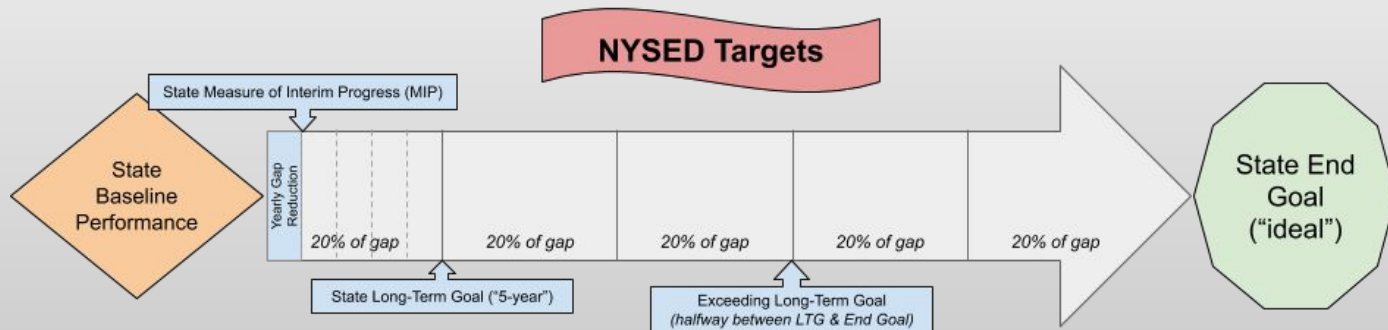 NYSED Targets
State Measure of Interim Progress (MIP)
State
Baseline
Performance
Yearly Gap
Reduction
20% of gap
20% of gap
20% of gap
20% of gap
20% of gap
State End
Goal
(“ideal”)
State Long-Term Goal (“5-year”)
Exceeding Long-Term Goal
(halfway between LTG & End Goal)